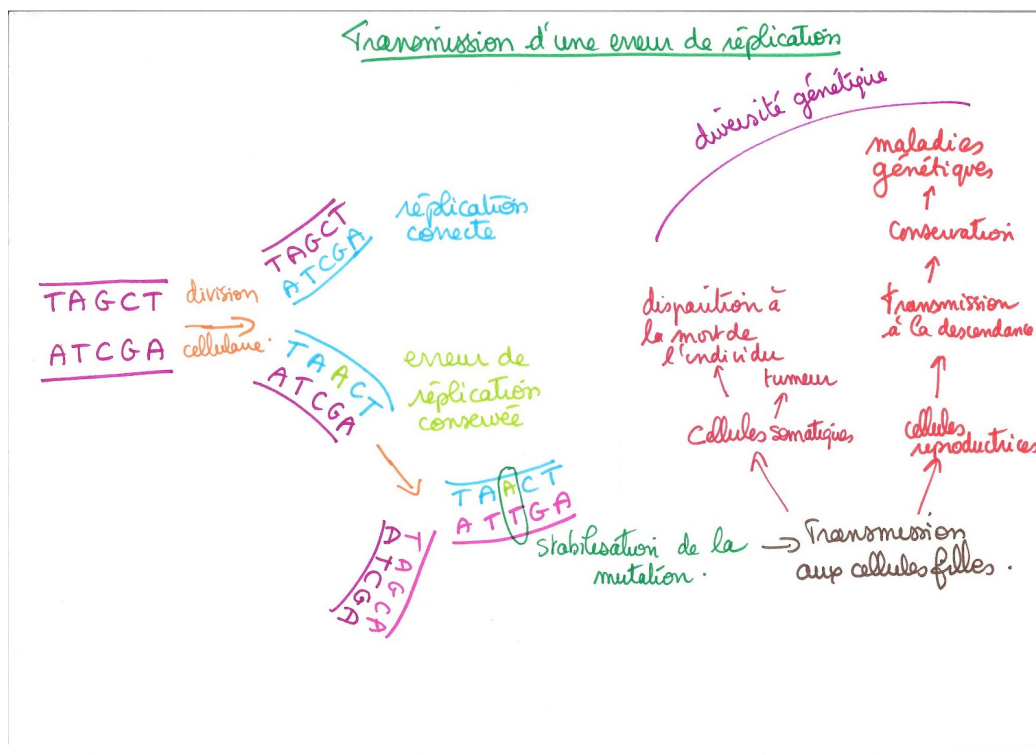 Transmission d'une erreur de réplication
diversité génétique
maladies
génétiques
conservation
transmission
à la descendance
cellules
reproductrices
disparition à
la mort de
l'individu
tumeur
cellules somatiques
TAGCT
ATCGA
réplication
correcte
TAGCT
ATCGA
division
cellulaire.
TAACT
ATCGA
erreur de
réplication
conservée
TAACT
ATTGA
TAGCA
ATCGA
stabilisation de la
mutation.
Transmission
aux cellules filles.